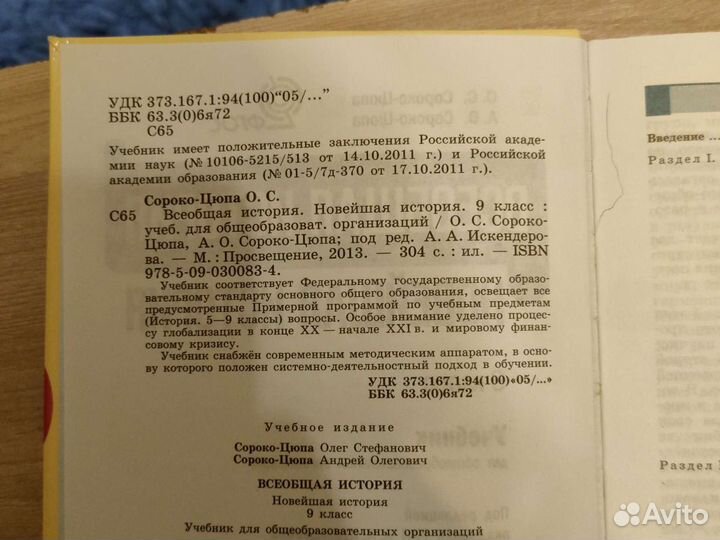 УДК 373.167.1:94(100)“05/...”
ББК 63.3(0)6я72
С65
Учебник имеет положительные заключения Российской акаде-
мии наук (№ 10106-5215/513 от 14.10.2011 г.) и Российской
академии образования (№ 01-5/7д-370 от 17.10.2011 г.).
Сороко-Цюпа О. С.
С65 Всеобщая история. Новейшая история. 9 класс :
учеб. для общеобразоват. организаций / О. С. Сороко-
Цюпа, А. О. Сороко-Цюпа; под ред. А. А. Искендеро-
ва. — М. : Просвещение, 2013. — 304 с. : ил. — ISBN
978-5-09-030083-4.
Учебник соответствует Федеральному государственному образо-
вательному стандарту основного общего образования, освещает все
предусмотренные Примерной программой по учебным предметам
(История. 5—9 классы) вопросы. Особое внимание уделено процес-
су глобализации в конце XX — начале XXI в. и мировому финан-
совому кризису.
Учебник снабжён современным методическим аппаратом, в осно-
ву которого положен системно-деятельностный подход в обучении.
УДК 373.167.1:94(100)«05/...»
ББК 63.3(0)6я72
Учебное издание
Сороко-Цюпа Олег Стефанович
Сороко-Цюпа Андрей Олегович
ВСЕОБЩАЯ ИСТОРИЯ
Новейшая история
9 класс
Учебник для общеобразовательных организаций
Введение ...
Раздел I.
Раздел
Avito